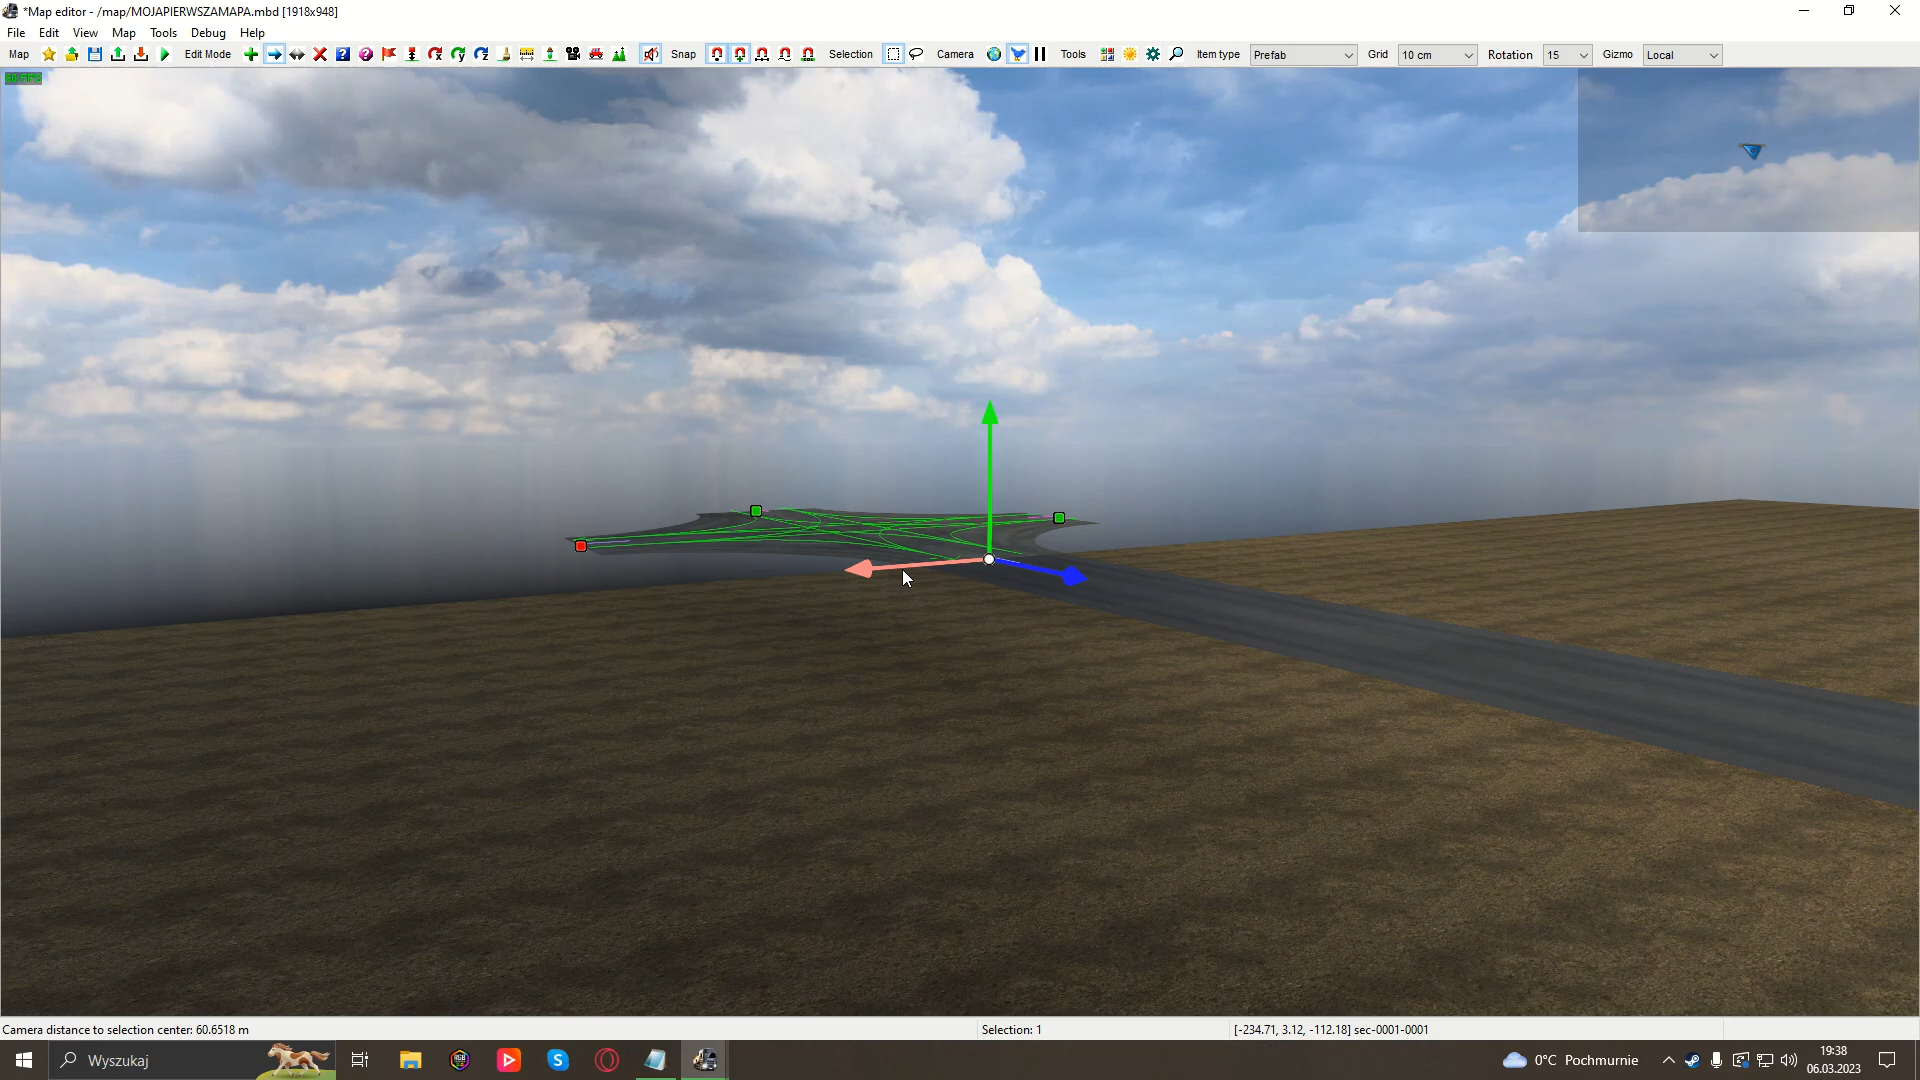 *Map editor - /map/MOJAPIERWSZAMAPA.mbd [1918x948]
File Edit View Map Tools Debug Help
Map Edit Mode Snap Selection Camera Tools Item type Prefab Grid 10 cm Rotation 15 Gizmo Local
Camera distance to selection center: 60.6518 m Selection: 1 [-234.71, 3.12, -112.18] sec-0001-0001
Wyszukaj 0°C Pochmurnie 19:38
06.03.2023